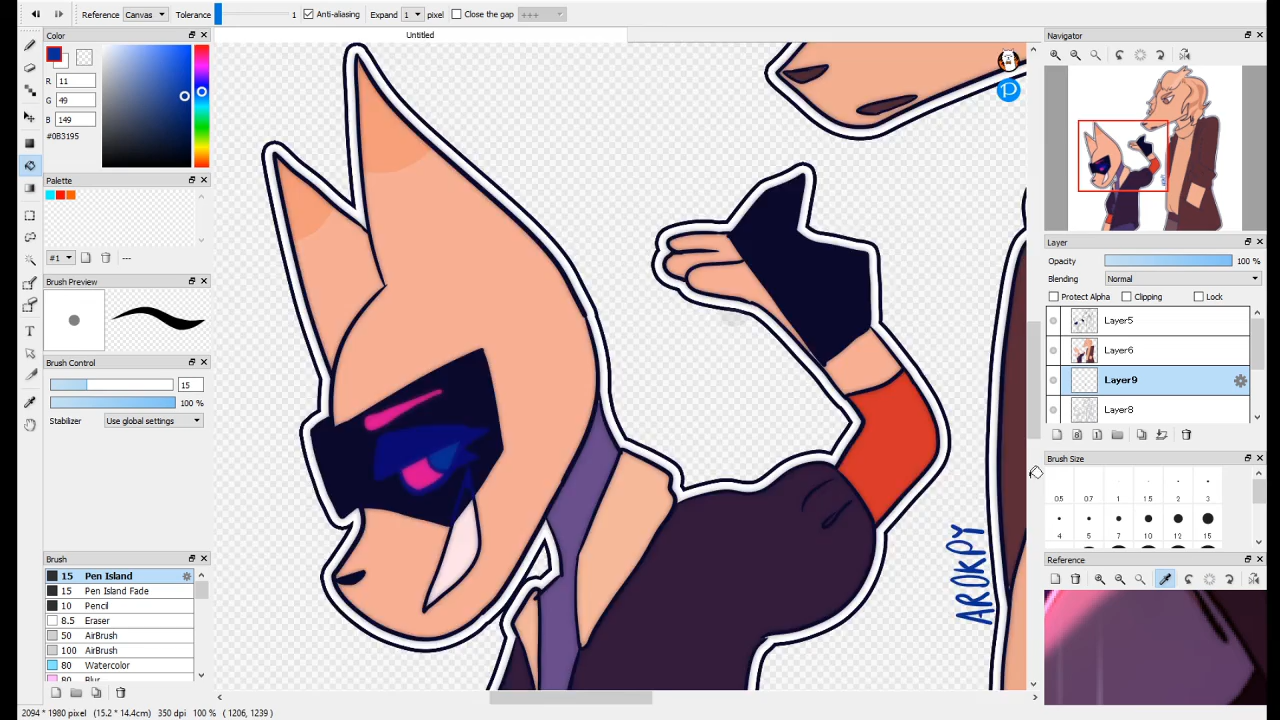 Reference Canvas Tolerance 1 Anti-aliasing Expand 1 pixel Close the gap +++
Untitled
Color
R 11
G 49
B 149
#0B3195
Palette
#1 ---
Brush Preview
Brush Control
15
100 %
Stabilizer Use global settings
Brush
15 Pen Island
15 Pen Island Fade
10 Pencil
8.5 Eraser
50 AirBrush
100 AirBrush
80 Watercolor
80 Blur
AROKPY
P
Navigator
Layer
Opacity 100 %
Blending Normal
Protect Alpha Clipping Lock
Layer5
Layer6
Layer9
Layer8
Brush Size
0.5 0.7 1 1.5 2 3
4 5 7 10 12 15
Reference
T
2094 * 1980 pixel (15.2 * 14.4cm) 350 dpi 100 % ( 1206, 1239 )